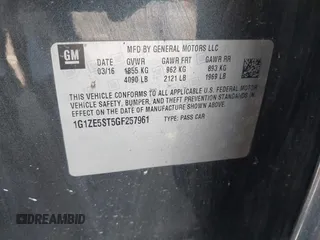 GM
MFD BY GENERAL MOTORS LLC
DATE GVWR GAWR FRT GAWR RR
03/16 1855 KG 962 KG 893 KG
4090 LB 2121 LB 1969 LB
THIS VEHICLE CONFORMS TO ALL APPLICABLE U.S. FEDERAL MOTOR
VEHICLE SAFETY, BUMPER, AND THEFT PREVENTION STANDARDS IN
EFFECT ON THE DATE OF MANUFACTURE SHOWN ABOVE.
1G1ZE5ST5GF257961 TYPE: PASS CAR
DREAMBID